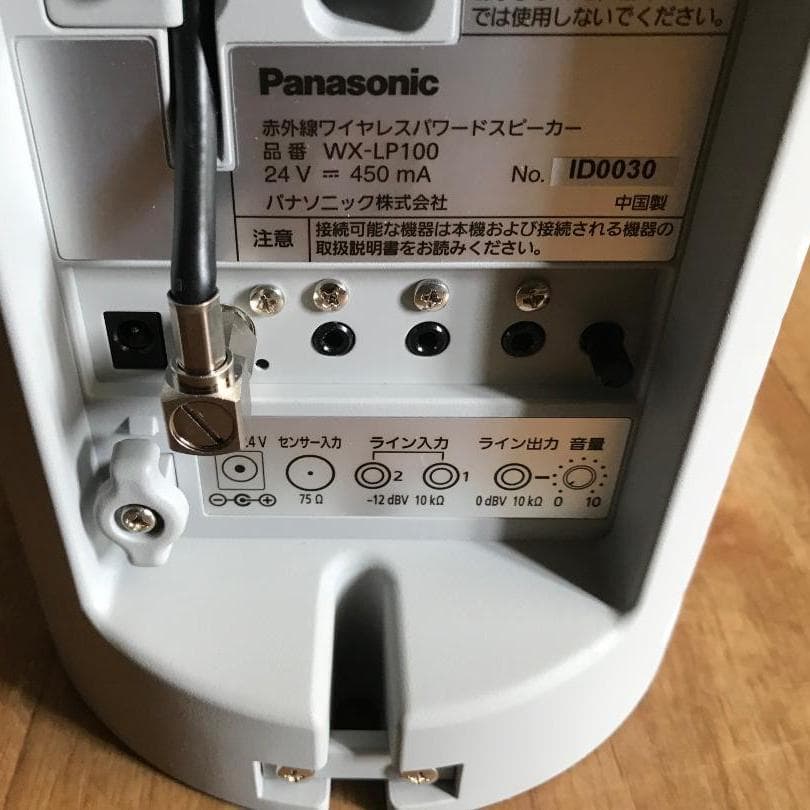 では使用しないでください。
Panasonic
赤外線ワイヤレスパワードスピーカー
品番 WX-LP100
24 V ⎓ 450 mA No. ID0030
パナソニック株式会社 中国製
注意 接続可能な機器は本機および接続される機器の
取扱説明書をお読みください。
4 V センサー入力 ライン入力 ライン出力 音量
2 1
75 Ω −12 dBV 10 kΩ 0 dBV 10 kΩ 0 10